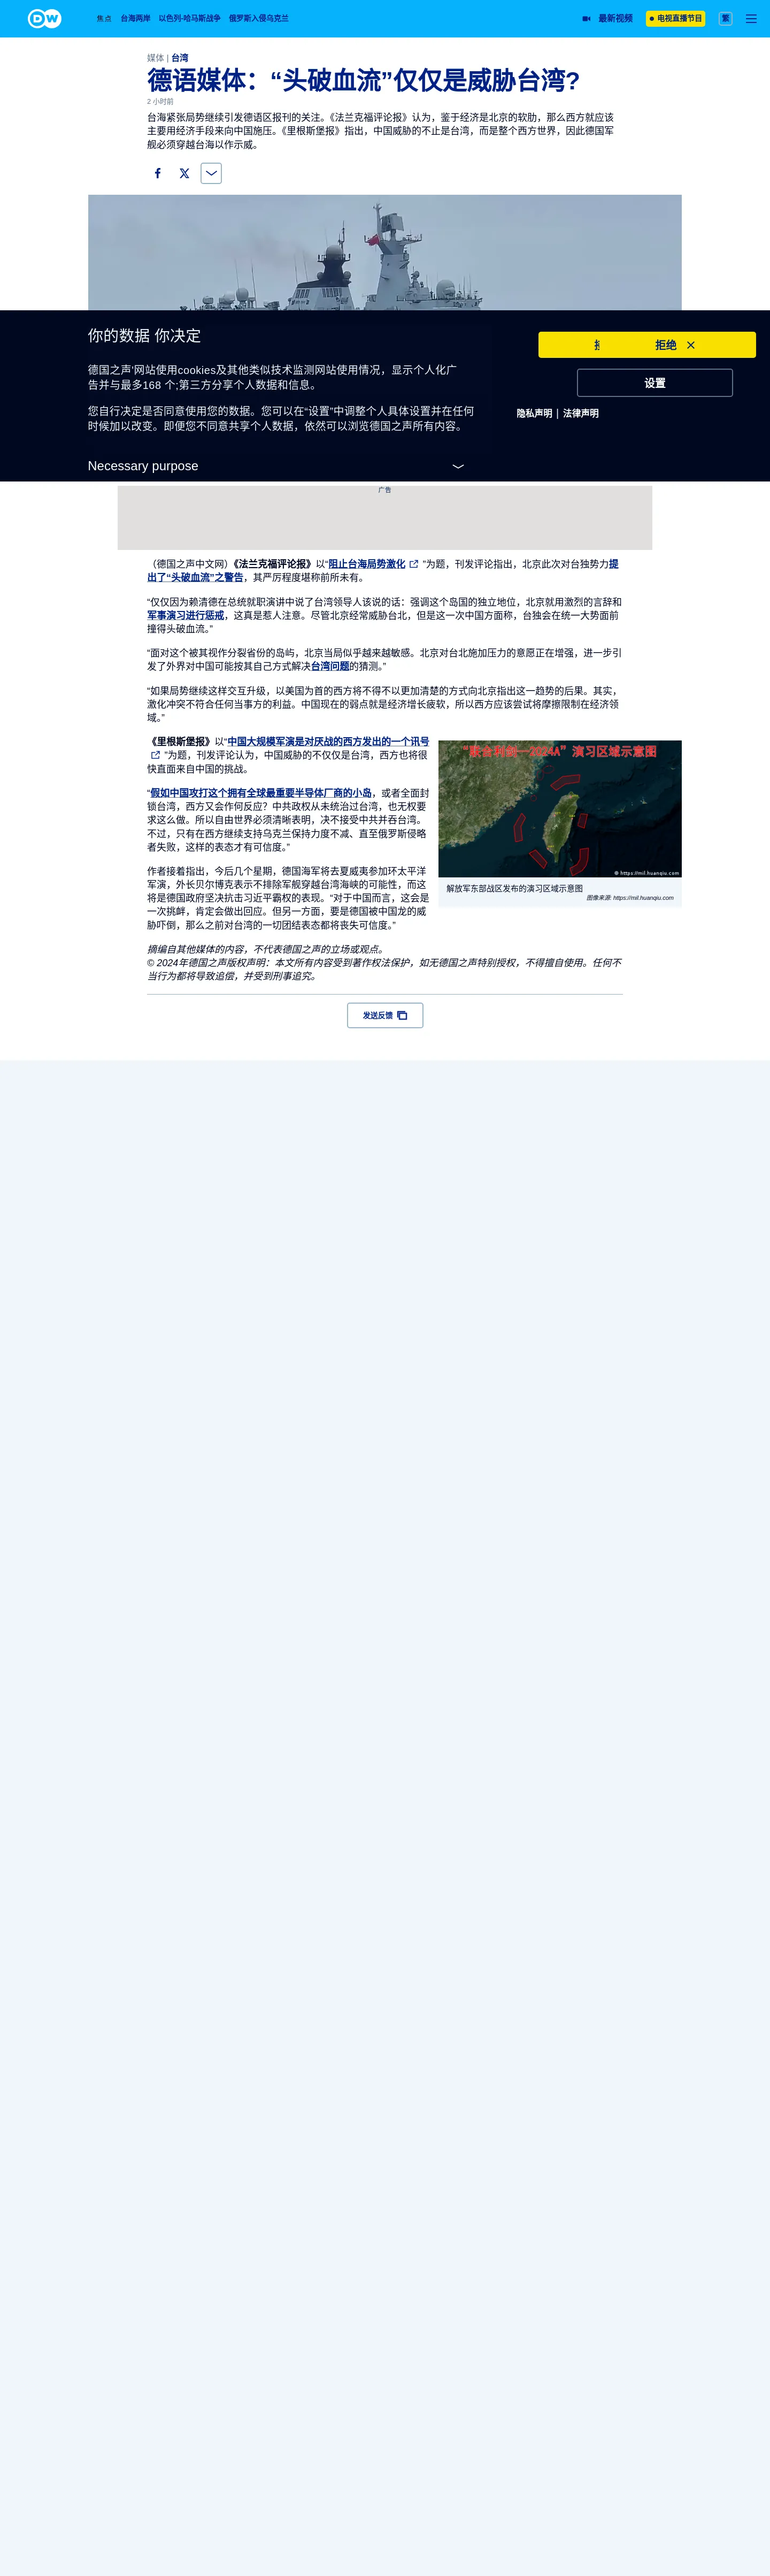 DW
焦点
台海两岸
以色列-哈马斯战争
俄罗斯入侵乌克兰
最新视频
电视直播节目
繁
媒体 | 台湾
德语媒体：“头破血流”仅仅是威胁台湾?
2 小时前
台海紧张局势继续引发德语区报刊的关注。《法兰克福评论报》认为，鉴于经济是北京的软肋，那么西方就应该
主要用经济手段来向中国施压。《里根斯堡报》指出，中国威胁的不止是台湾，而是整个西方世界，因此德国军
舰必须穿越台海以作示威。
你的数据 你决定
德国之声'网站使用cookies及其他类似技术监测网站使用情况，显示个人化广
告并与最多168 个;第三方分享个人数据和信息。
您自行决定是否同意使用您的数据。您可以在“设置”中调整个人具体设置并在任何
时候加以改变。即便您不同意共享个人数据，依然可以浏览德国之声所有内容。
Necessary purpose
拒绝
设置
隐私声明 | 法律声明
广告
（德国之声中文网）《法兰克福评论报》以“阻止台海局势激化 ”为题，刊发评论指出，北京此次对台独势力提
出了“头破血流”之警告，其严厉程度堪称前所未有。
“仅仅因为赖清德在总统就职演讲中说了台湾领导人该说的话：强调这个岛国的独立地位，北京就用激烈的言辞和
军事演习进行惩戒，这真是惹人注意。尽管北京经常威胁台北，但是这一次中国方面称，台独会在统一大势面前
撞得头破血流。”
“面对这个被其视作分裂省份的岛屿，北京当局似乎越来越敏感。北京对台北施加压力的意愿正在增强，进一步引
发了外界对中国可能按其自己方式解决台湾问题的猜测。”
“如果局势继续这样交互升级，以美国为首的西方将不得不以更加清楚的方式向北京指出这一趋势的后果。其实，
激化冲突不符合任何当事方的利益。中国现在的弱点就是经济增长疲软，所以西方应该尝试将摩擦限制在经济领
域。”
《里根斯堡报》以“中国大规模军演是对厌战的西方发出的一个讯号
”为题，刊发评论认为，中国威胁的不仅仅是台湾，西方也将很
快直面来自中国的挑战。
“假如中国攻打这个拥有全球最重要半导体厂商的小岛，或者全面封
锁台湾，西方又会作何反应？中共政权从未统治过台湾，也无权要
求这么做。所以自由世界必须清晰表明，决不接受中共并吞台湾。
不过，只有在西方继续支持乌克兰保持力度不减、直至俄罗斯侵略
者失败，这样的表态才有可信度。”
作者接着指出，今后几个星期，德国海军将去夏威夷参加环太平洋
军演，外长贝尔博克表示不排除军舰穿越台湾海峡的可能性，而这
将是德国政府坚决抗击习近平霸权的表现。“对于中国而言，这会是
一次挑衅，肯定会做出回应。但另一方面，要是德国被中国龙的威
胁吓倒，那么之前对台湾的一切团结表态都将丧失可信度。”
“联合利剑—2024A”演习区域示意图
https://mil.huanqiu.com
解放军东部战区发布的演习区域示意图
图像来源: https://mil.huanqiu.com
摘编自其他媒体的内容，不代表德国之声的立场或观点。
© 2024年德国之声版权声明：本文所有内容受到著作权法保护，如无德国之声特别授权，不得擅自使用。任何不
当行为都将导致追偿，并受到刑事追究。
发送反馈